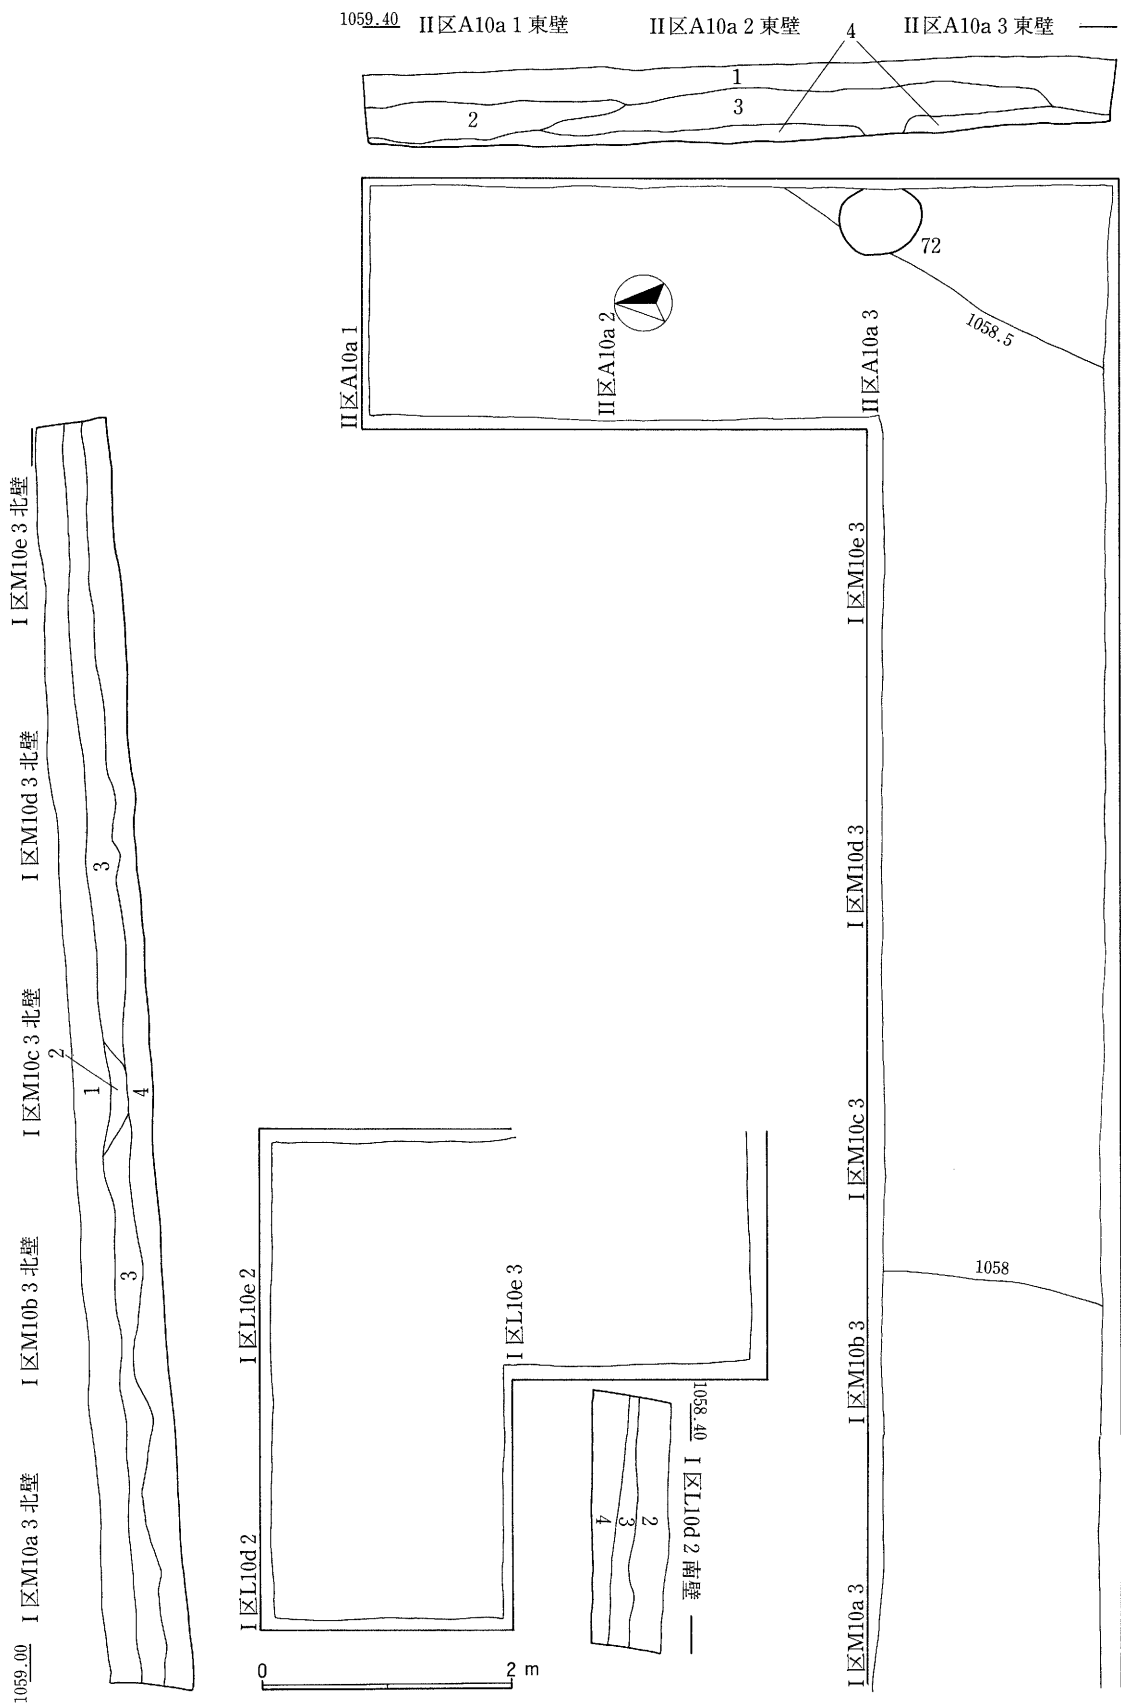 1059.40 II区A10a 1 東壁 II区A10a 2 東壁 II区A10a 3 東壁
4
1
2
3
72
1058.5
II区A10a 1
II区A10a 2
II区A10a 3
I区M10e 3
I区M10d 3
I区M10c 3
I区M10b 3
I区M10a 3
1058
1059.00 I区M10a 3 北壁 I区M10b 3 北壁 I区M10c 3 北壁 I区M10d 3 北壁 I区M10e 3 北壁
3
2
1
4
3
I区L10e 2
I区L10e 3
I区L10d 2
1058.40 I区L10d 2 南壁
2
3
4
0 2 m